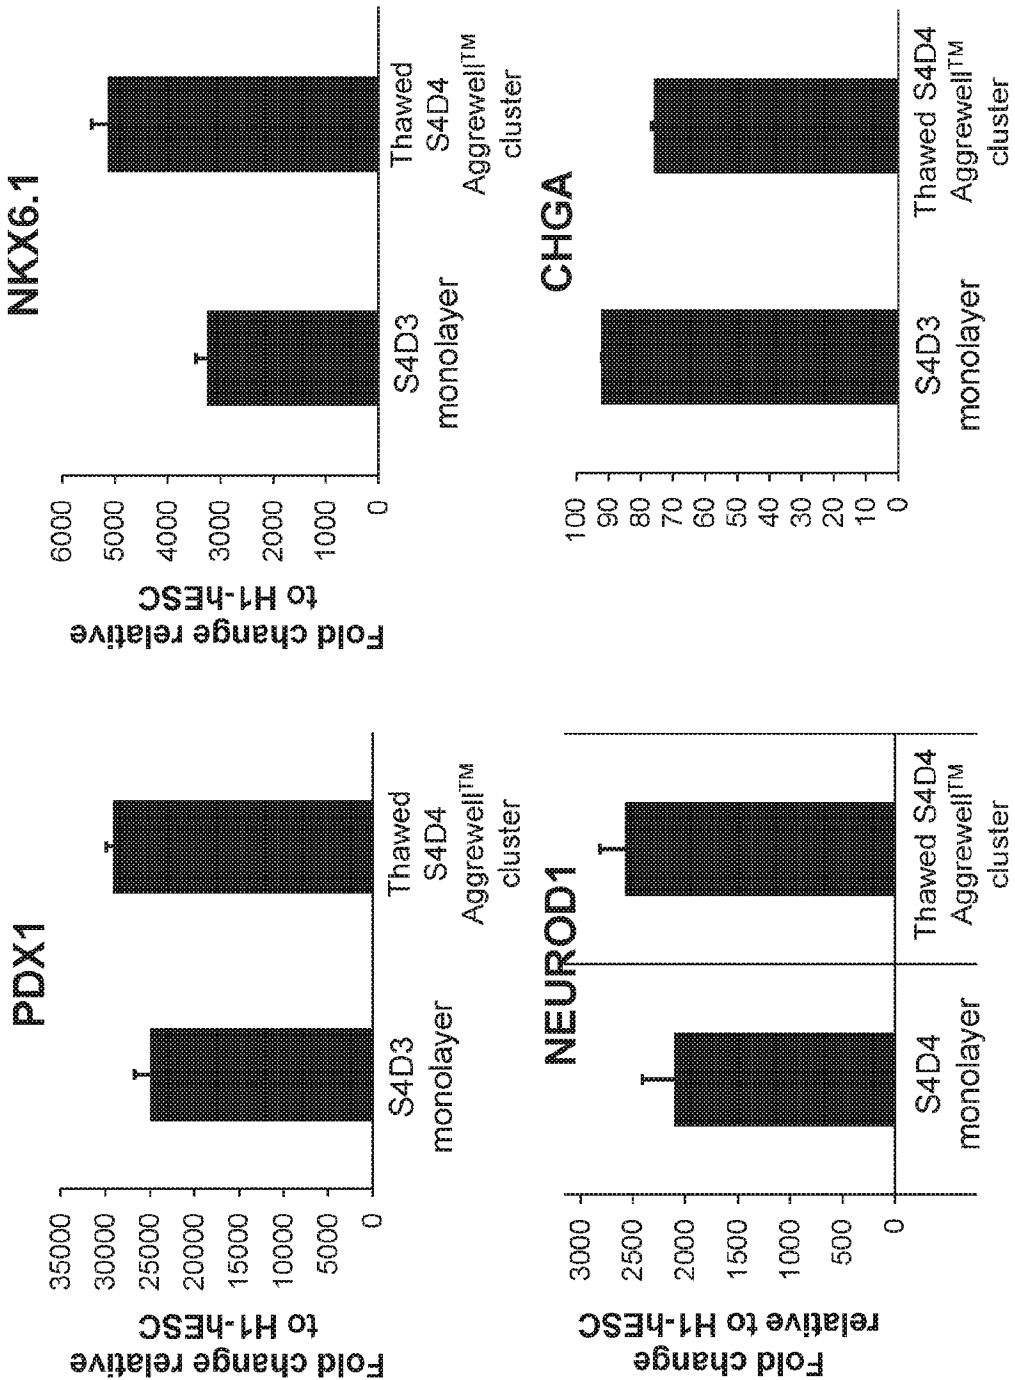 PDX1
Fold change relative
to H1-hESC
35000
30000
25000
20000
15000
10000
5000
0
S4D3
monolayer
Thawed
S4D4
Aggrewell™
cluster
NKX6.1
Fold change relative
to H1-hESC
6000
5000
4000
3000
2000
1000
0
S4D3
monolayer
Thawed
S4D4
Aggrewell™
cluster
NEUROD1
Fold change
relative to H1-hESC
3000
2500
2000
1500
1000
500
0
S4D4
monolayer
Thawed S4D4
Aggrewell™
cluster
CHGA
100
90
80
70
60
50
40
30
20
10
0
S4D3
monolayer
Thawed S4D4
Aggrewell™
cluster